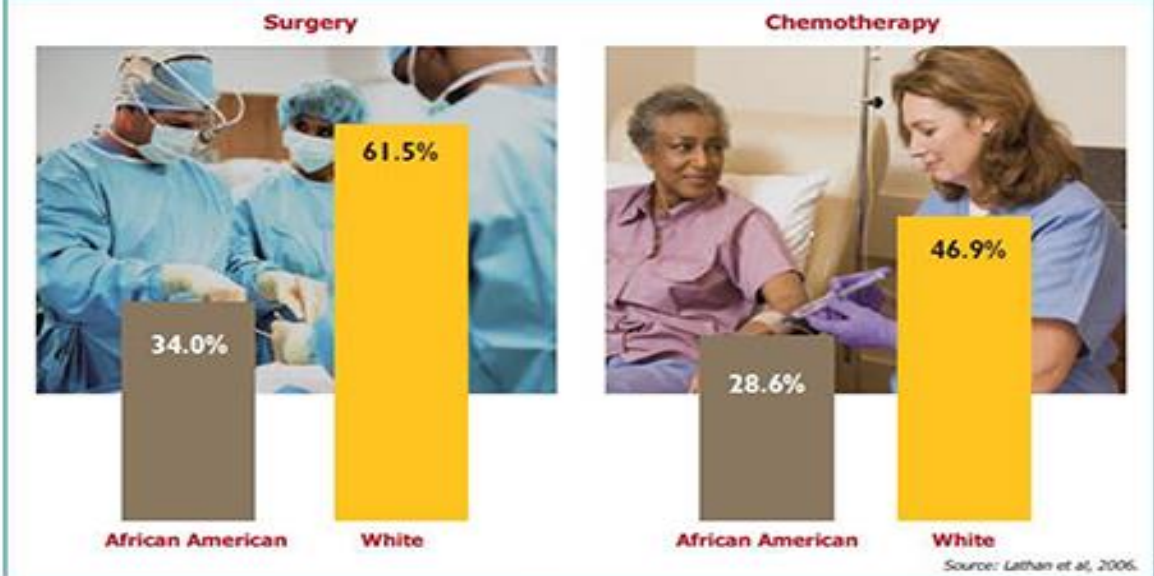 Surgery
Chemotherapy
61.5%
34.0%
46.9%
28.6%
African American
White
African American
White
Source: Lathan et al, 2006.